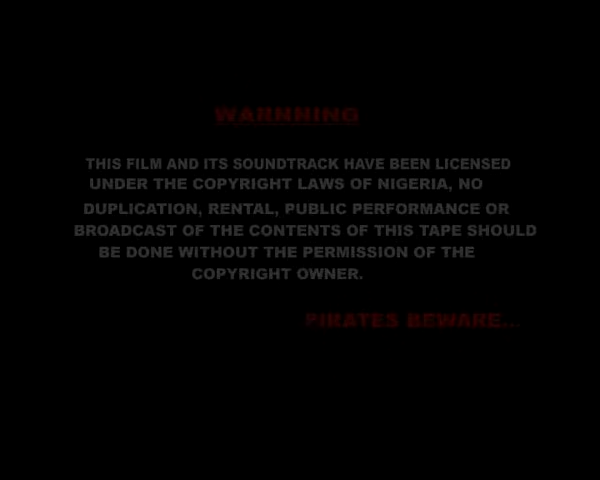 WARNNING
THIS FILM AND ITS SOUNDTRACK HAVE BEEN LICENSED
UNDER THE COPYRIGHT LAWS OF NIGERIA, NO
DUPLICATION, RENTAL, PUBLIC PERFORMANCE OR
BROADCAST OF THE CONTENTS OF THIS TAPE SHOULD
BE DONE WITHOUT THE PERMISSION OF THE
COPYRIGHT OWNER.
PIRATES BEWARE...